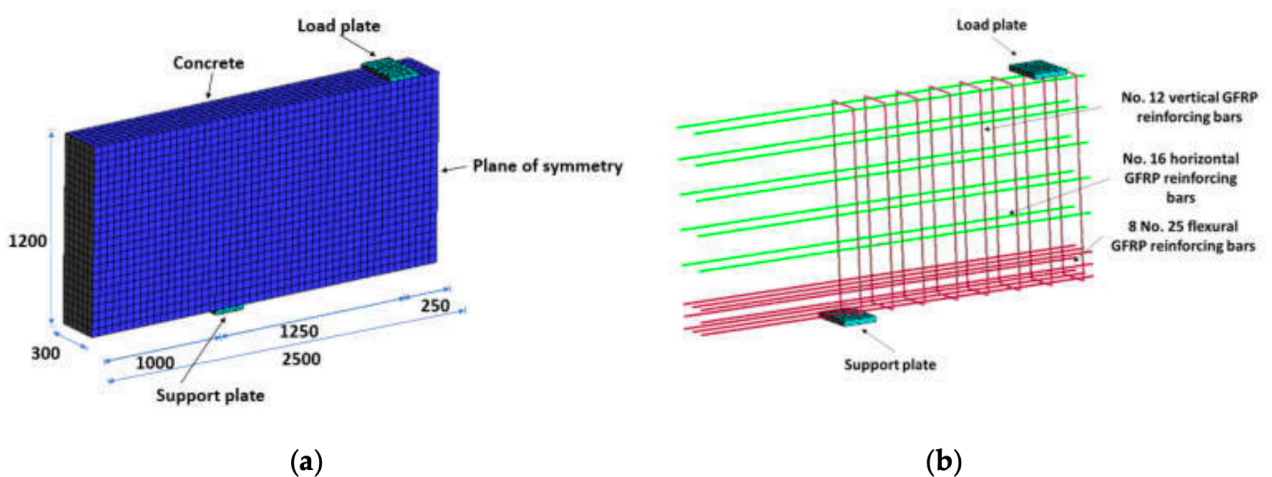 Load plate
Concrete
Plane of symmetry
1200
300
1000
1250
250
2500
Support plate
(a)
Load plate
No. 12 vertical GFRP
reinforcing bars
No. 16 horizontal
GFRP reinforcing
bars
8 No. 25 flexural
GFRP reinforcing bars
Support plate
(b)